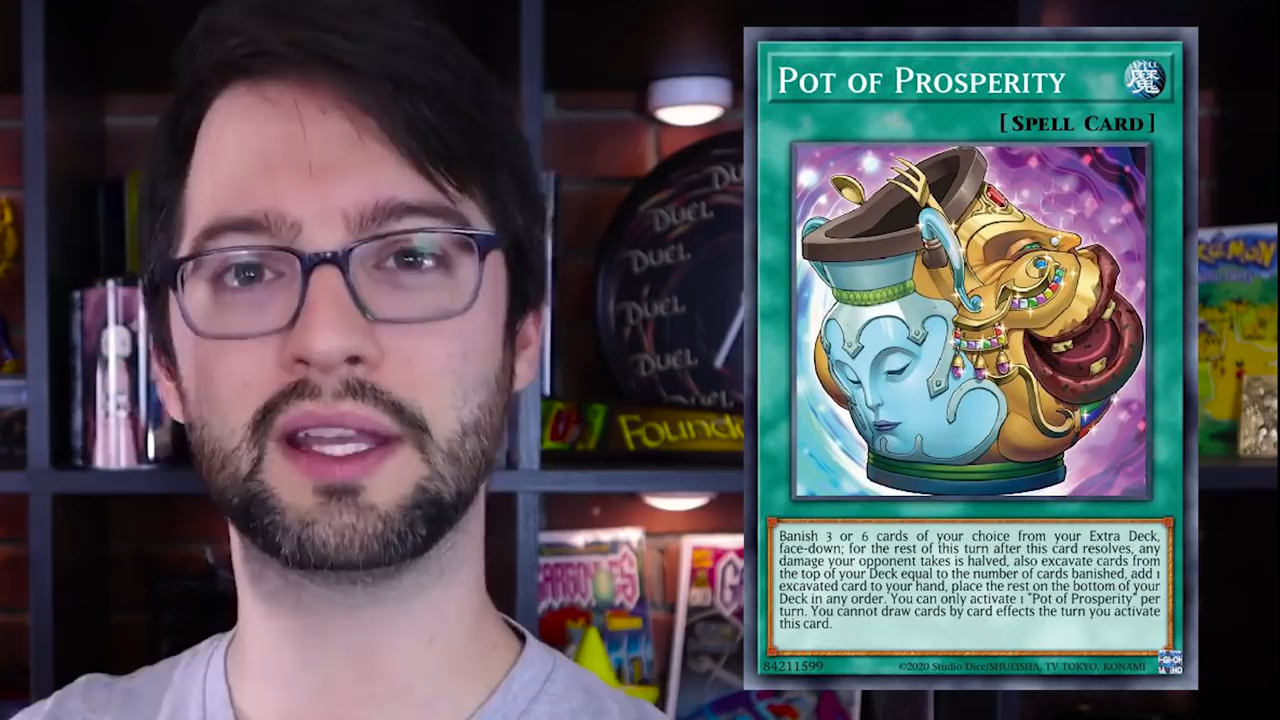 POT OF PROSPERITY
SPELL
魔
[SPELL CARD]
DUEL
DUEL
DUEL
DUEL
Founde
GARGOYLES
Banish 3 or 6 cards of your choice from your Extra Deck,
face-down; for the rest of this turn after this card resolves, any
damage your opponent takes is halved, also excavate cards from
the top of your Deck equal to the number of cards banished, add 1
excavated card to your hand, place the rest on the bottom of your
Deck in any order. You can only activate 1 "Pot of Prosperity" per
turn. You cannot draw cards by card effects the turn you activate
this card.
84211599
©2020 Studio Dice/SHUEISHA, TV TOKYO, KONAMI